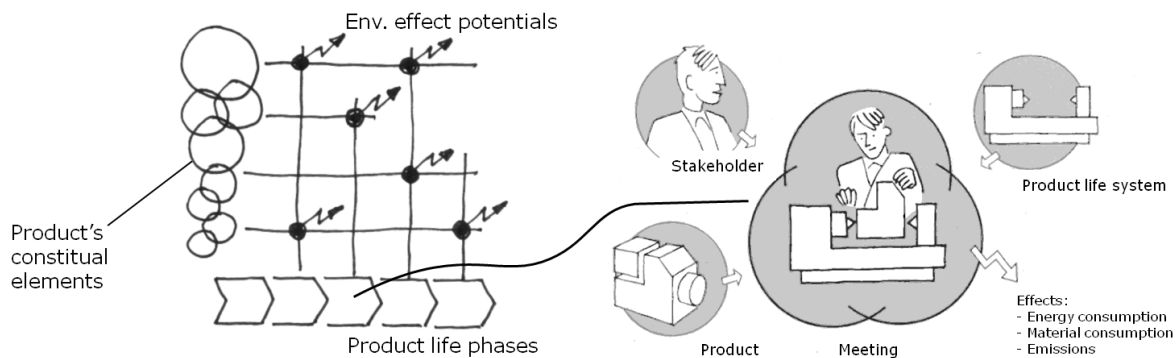 Env. effect potentials
Product's
constitual
elements
Product life phases
Stakeholder
Product life system
Product
Meeting
Effects:
- Energy consumption
- Material consumption
- Emissions